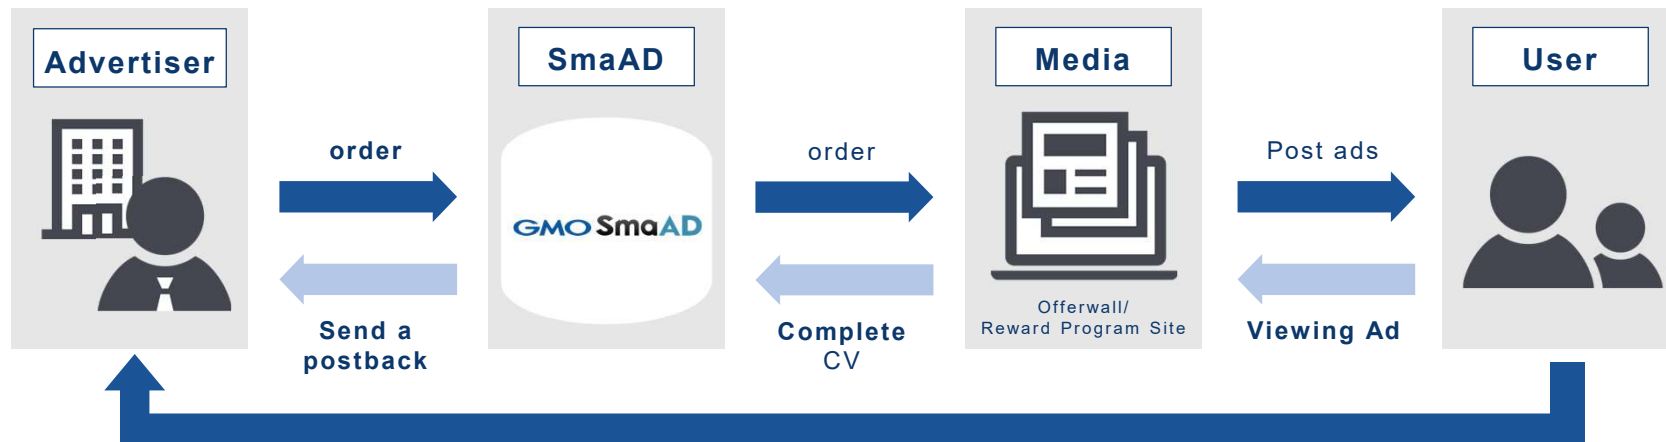 Advertiser
SmaAD
Media
User
order
order
Post ads
GMO SmaAD
Offerwall/
Reward Program Site
Send a
postback
Complete
CV
Viewing Ad